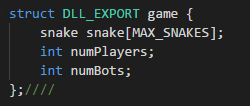 struct DLL_EXPORT game {
    snake snake[MAX_SNAKES];
    int numPlayers;
    int numBots;
};////